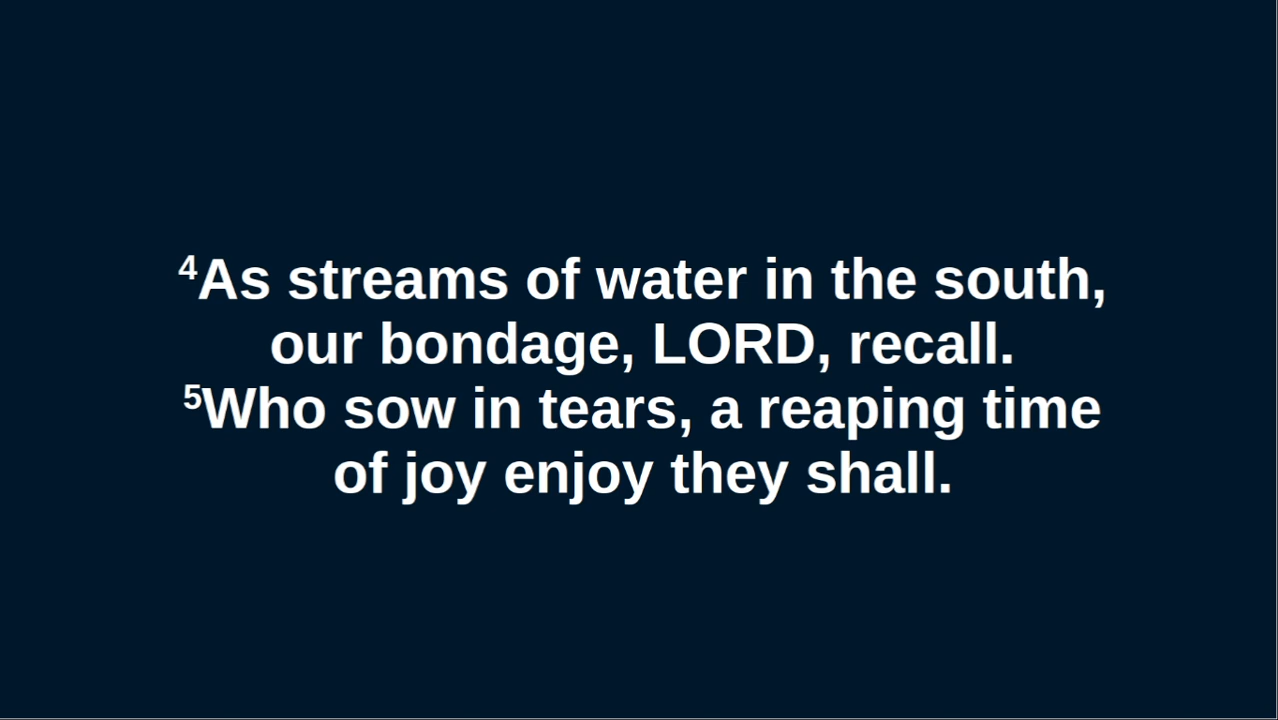 ⁴As streams of water in the south,
our bondage, LORD, recall.
⁵Who sow in tears, a reaping time
of joy enjoy they shall.